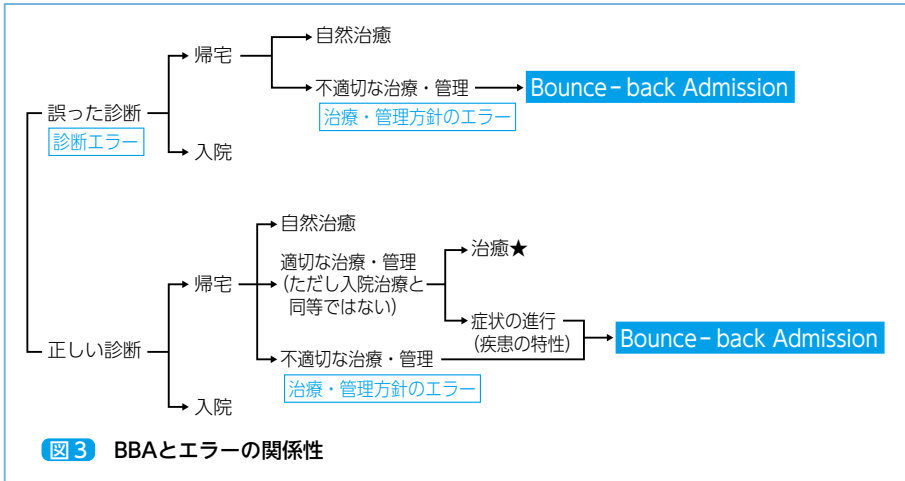 自然治癒
帰宅
不適切な治療・管理
Bounce-back Admission
治療・管理方針のエラー
誤った診断
診断エラー
入院
自然治癒
適切な治療・管理
(ただし入院治療と
同等ではない)
治癒★
帰宅
症状の進行
(疾患の特性)
Bounce-back Admission
正しい診断
不適切な治療・管理
治療・管理方針のエラー
入院
図3 BBAとエラーの関係性